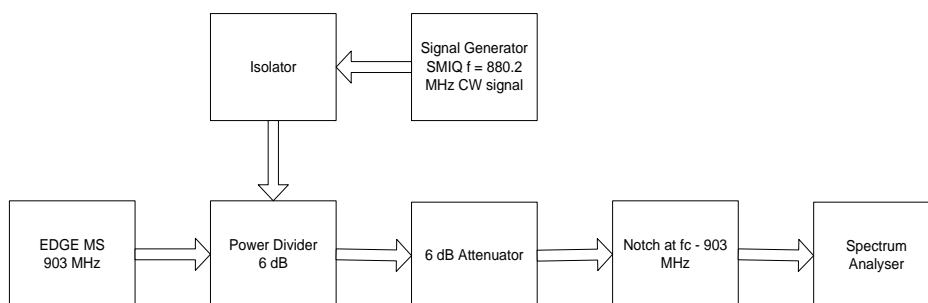 Isolator
Signal Generator
SMIQ f = 880.2
MHz CW signal
EDGE MS
903 MHz
Power Divider
6 dB
6 dB Attenuator
Notch at fc - 903
MHz
Spectrum
Analyser